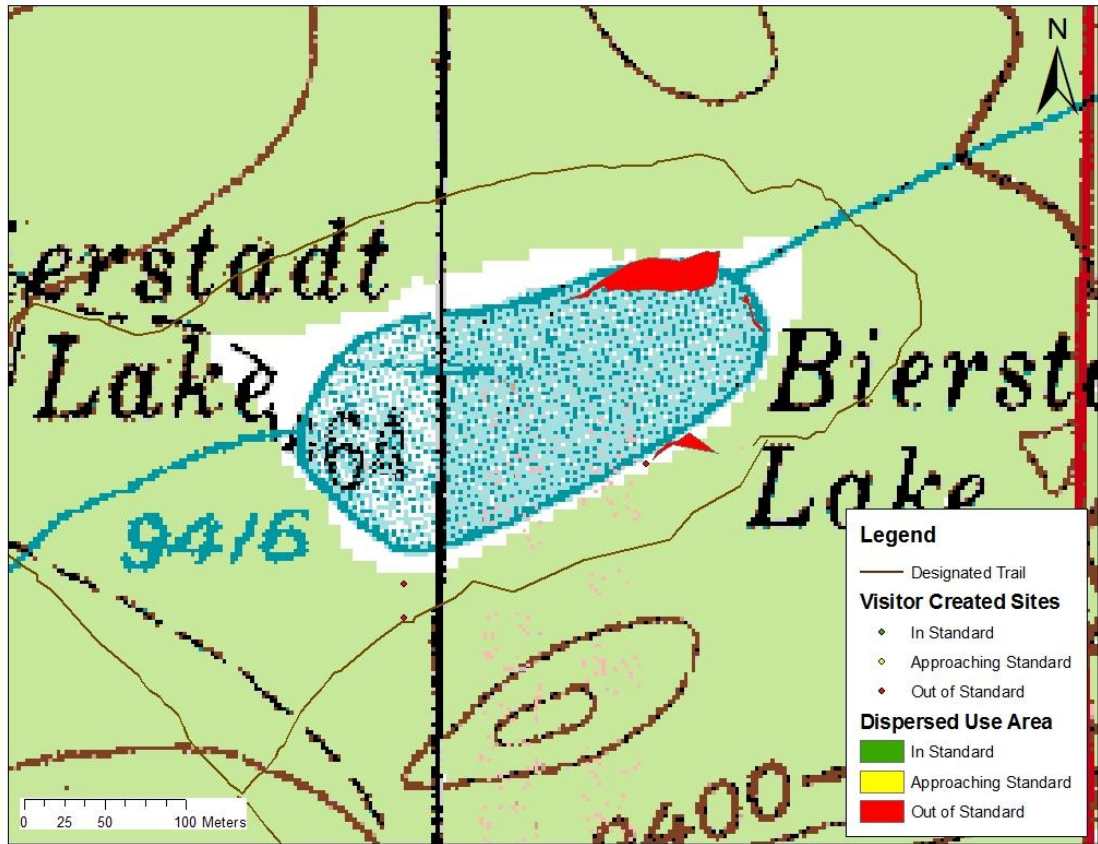 N
erstadt
Lake
Bierst
Lake
64
9416
9400
Legend
Designated Trail
Visitor Created Sites
In Standard
Approaching Standard
Out of Standard
Dispersed Use Area
In Standard
Approaching Standard
Out of Standard
0 25 50 100 Meters